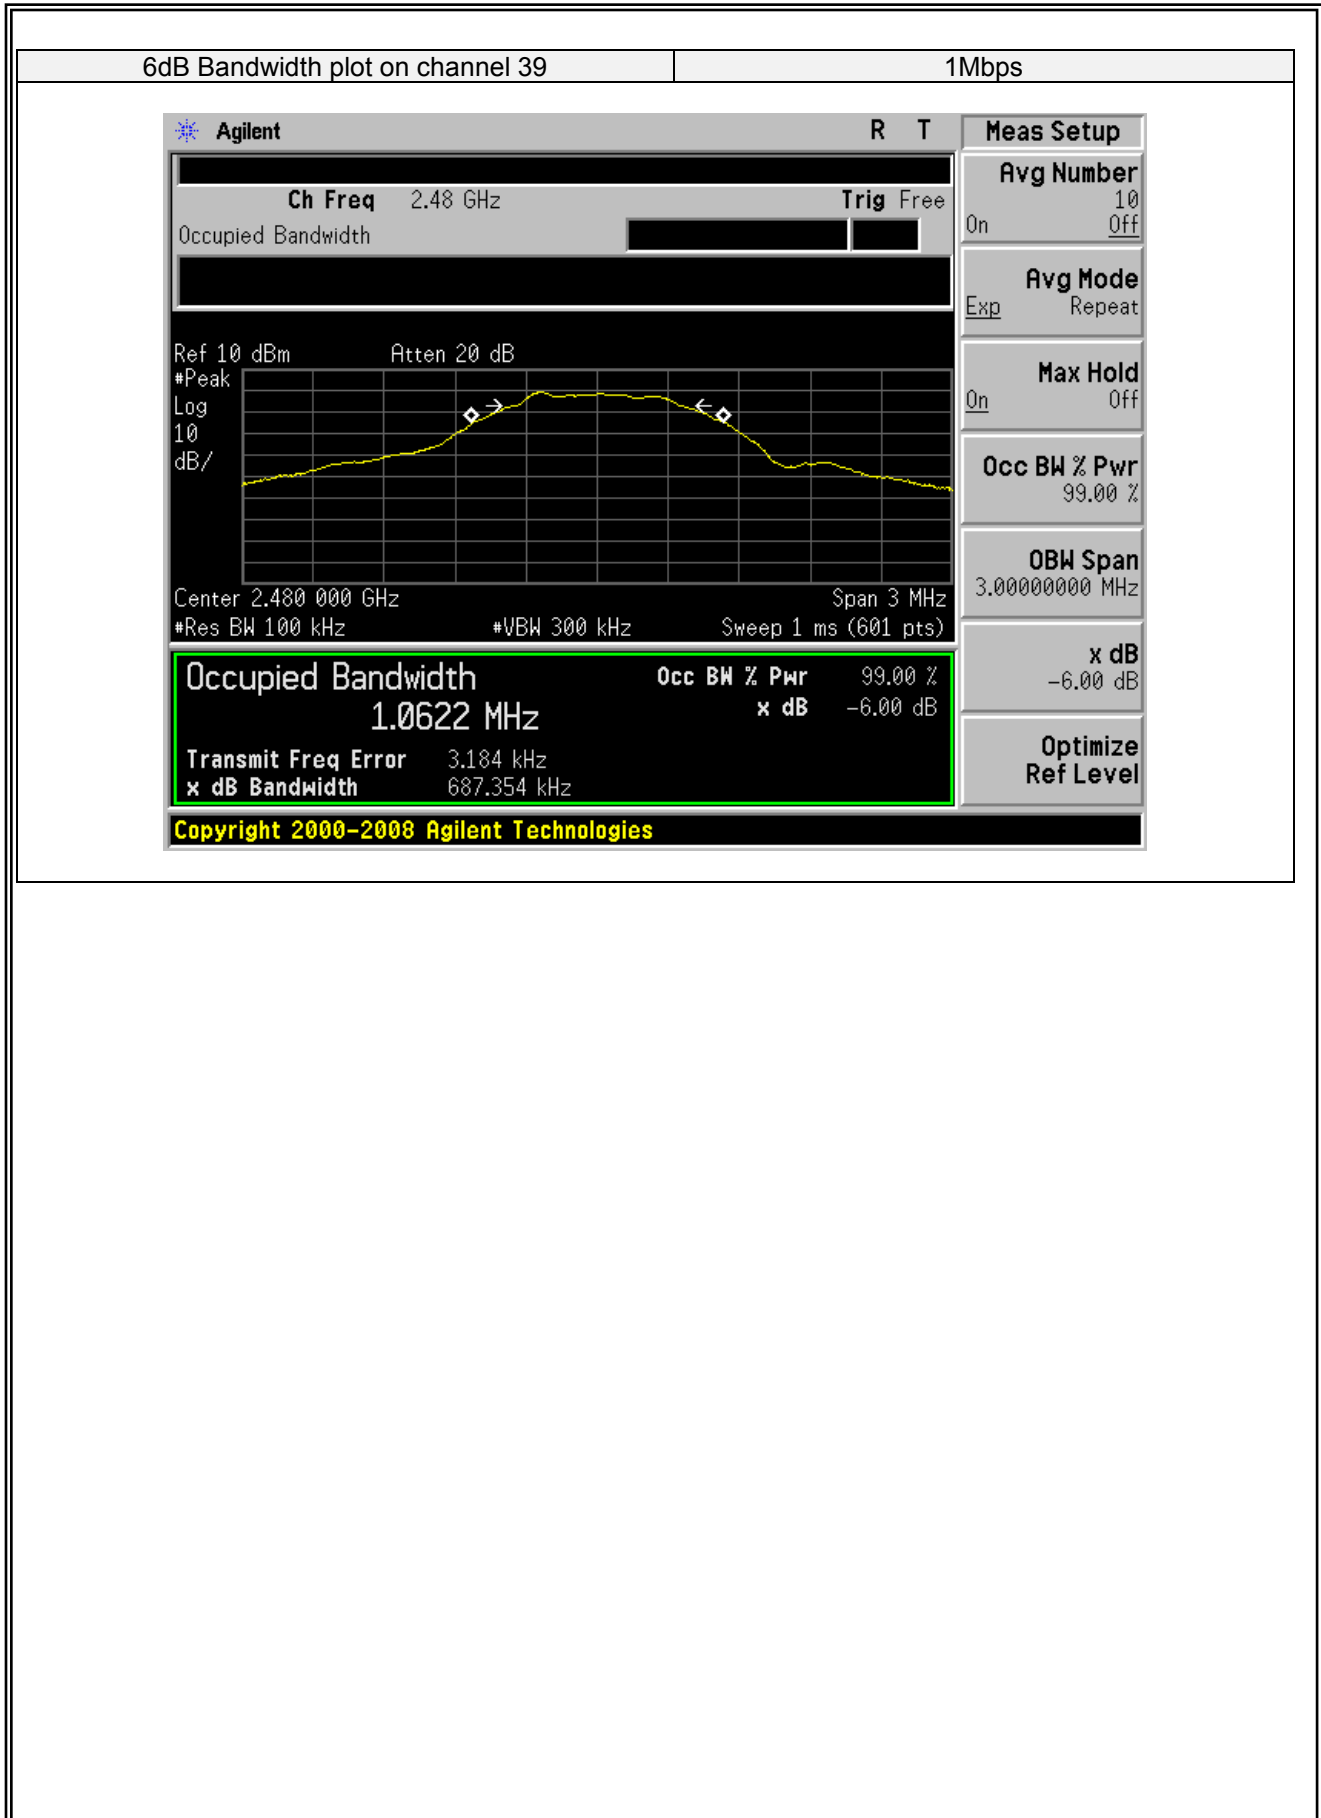 6dB Bandwidth plot on channel 39 1Mbps
Agilent R T Meas Setup
Ch Freq 2.48 GHz Trig Free
Occupied Bandwidth
Avg Number
10
On Off
Avg Mode
Exp Repeat
Max Hold
On Off
Occ BW % Pwr
99.00 %
OBW Span
3.00000000 MHz
x dB
-6.00 dB
Optimize
Ref Level
Ref 10 dBm Atten 20 dB
#Peak
Log
10
dB/
Center 2.480 000 GHz Span 3 MHz
#Res BW 100 kHz #VBW 300 kHz Sweep 1 ms (601 pts)
Occupied Bandwidth Occ BW % Pwr 99.00 %
1.0622 MHz x dB -6.00 dB
Transmit Freq Error 3.184 kHz
x dB Bandwidth 687.354 kHz
Copyright 2000-2008 Agilent Technologies